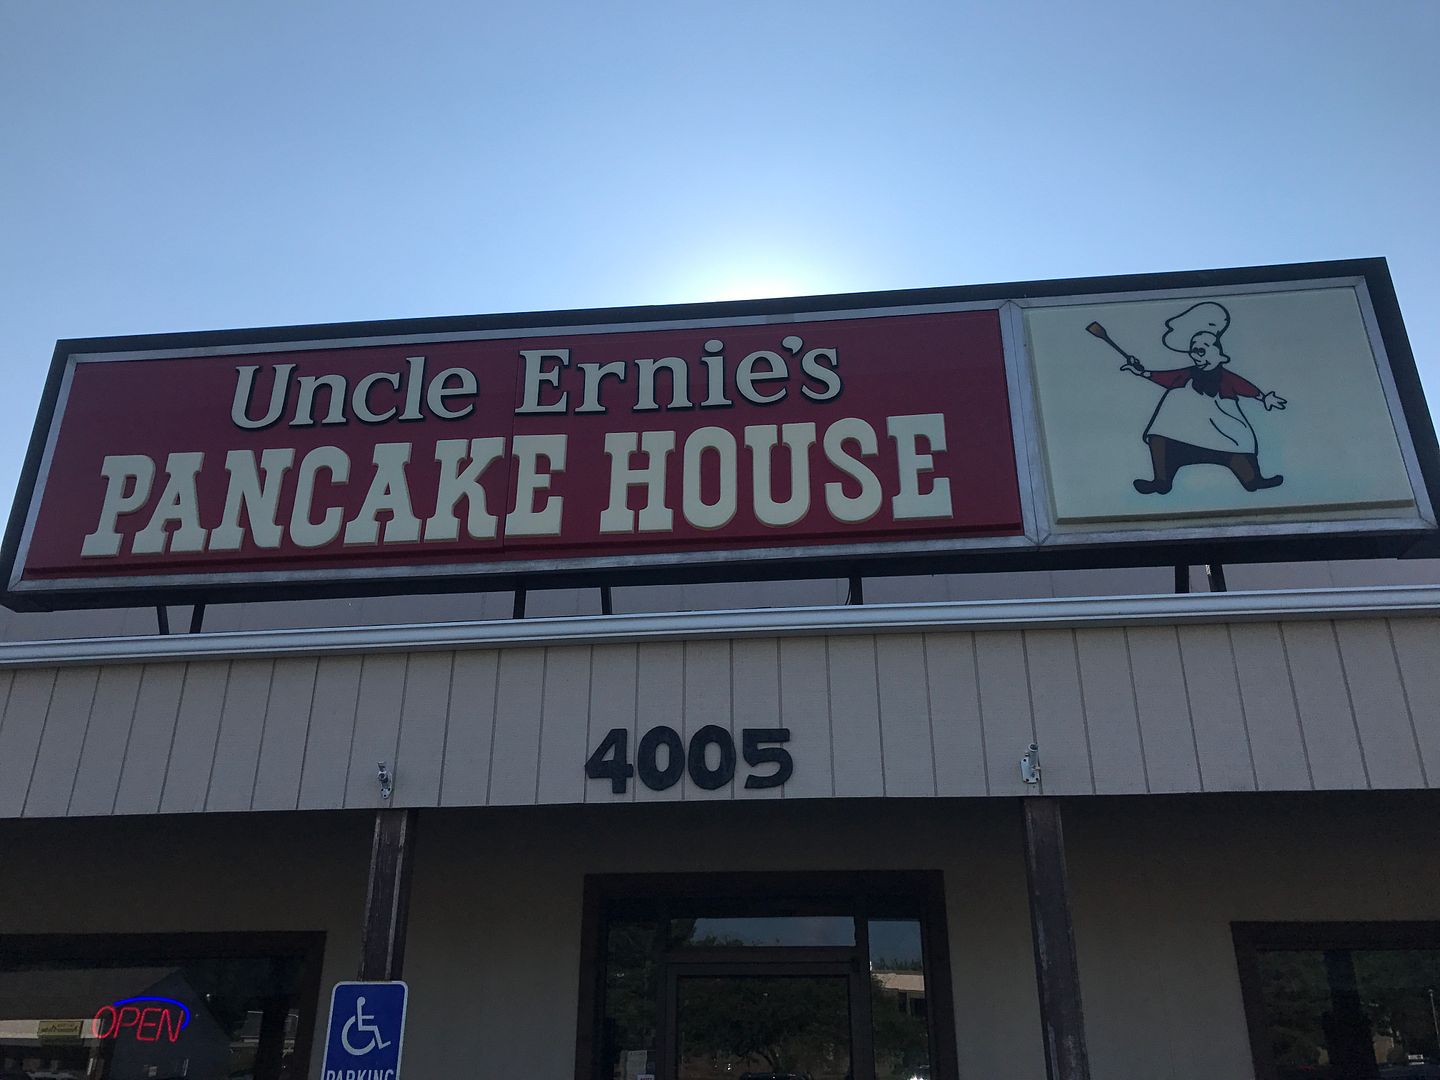 Uncle Ernie's
PANCAKE HOUSE
4005
OPEN
PARKING